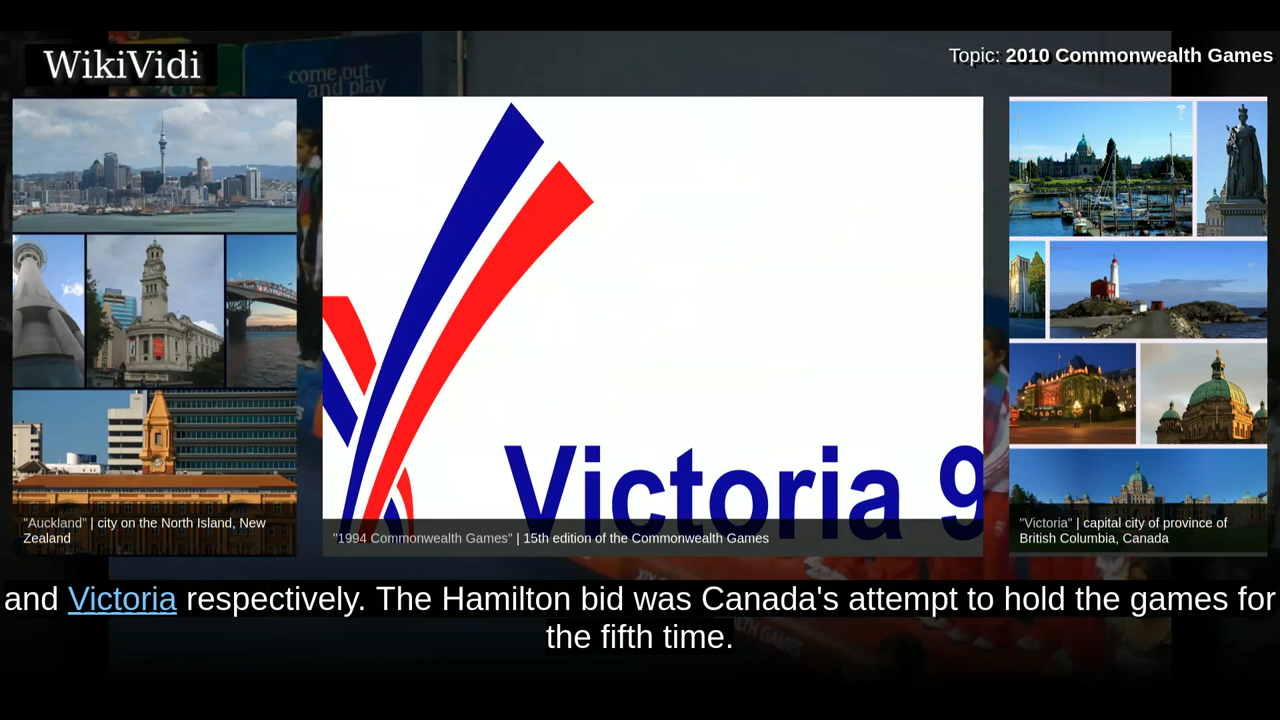 WikiVidi
Topic: 2010 Commonwealth Games
come out
and play
Victoria 9
"Auckland" | city on the North Island, New
Zealand
"1994 Commonwealth Games" | 15th edition of the Commonwealth Games
"Victoria" | capital city of province of
British Columbia, Canada
and Victoria respectively. The Hamilton bid was Canada's attempt to hold the games for
the fifth time.